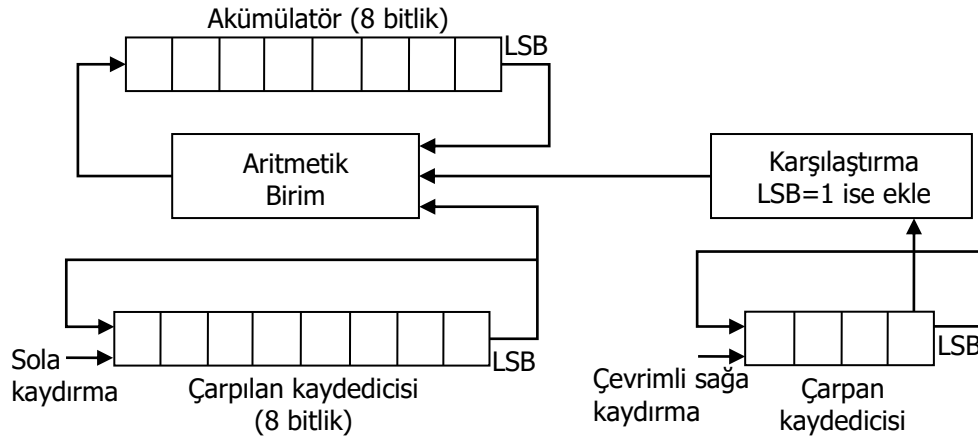 Akümülatör (8 bitlik)
LSB
Aritmetik
Birim
Karşılaştırma
LSB=1 ise ekle
Sola
kaydırma
LSB
Çarpılan kaydedicisi
(8 bitlik)
LSB
Çevrimli sağa
kaydırma
Çarpan
kaydedicisi